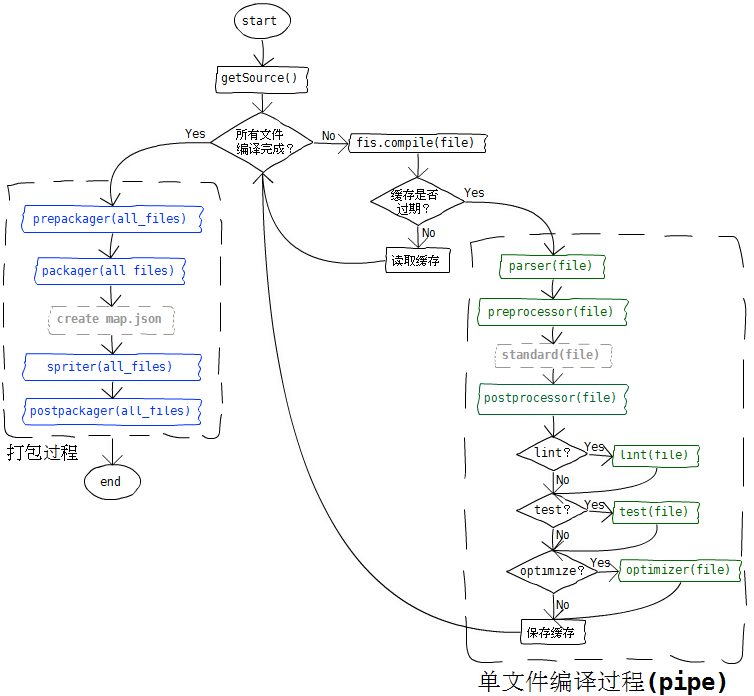 start
getSource()
所有文件
编译完成？
Yes
No
fis.compile(file)
缓存是否
过期？
Yes
No
读取缓存
prepackager(all_files)
packager(all files)
create map.json
spriter(all_files)
postpackager(all_files)
打包过程
end
parser(file)
preprocessor(file)
standard(file)
postprocessor(file)
lint？
Yes
lint(file)
No
test？
Yes
test(file)
No
optimize？
Yes
optimizer(file)
No
保存缓存
单文件编译过程(pipe)